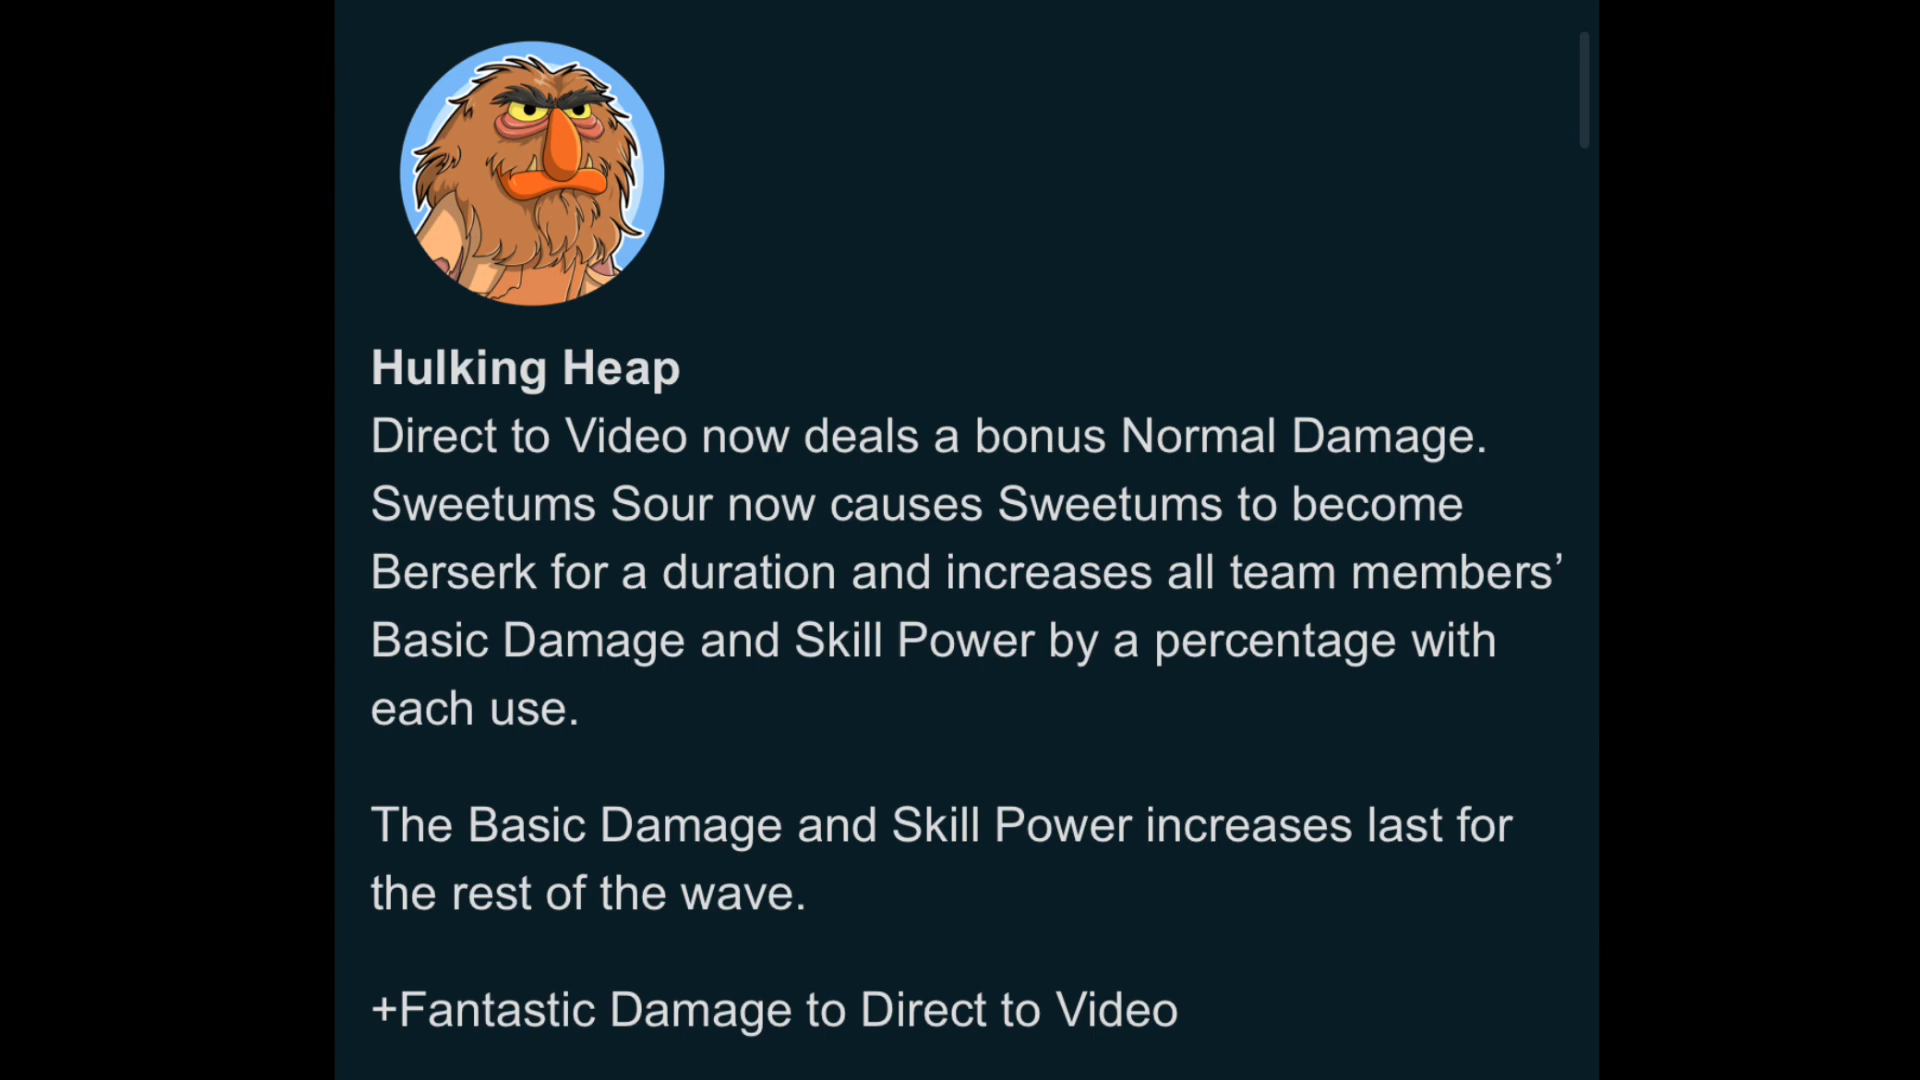 Hulking Heap
Direct to Video now deals a bonus Normal Damage.
Sweetums Sour now causes Sweetums to become
Berserk for a duration and increases all team members’
Basic Damage and Skill Power by a percentage with
each use.
The Basic Damage and Skill Power increases last for
the rest of the wave.
+Fantastic Damage to Direct to Video